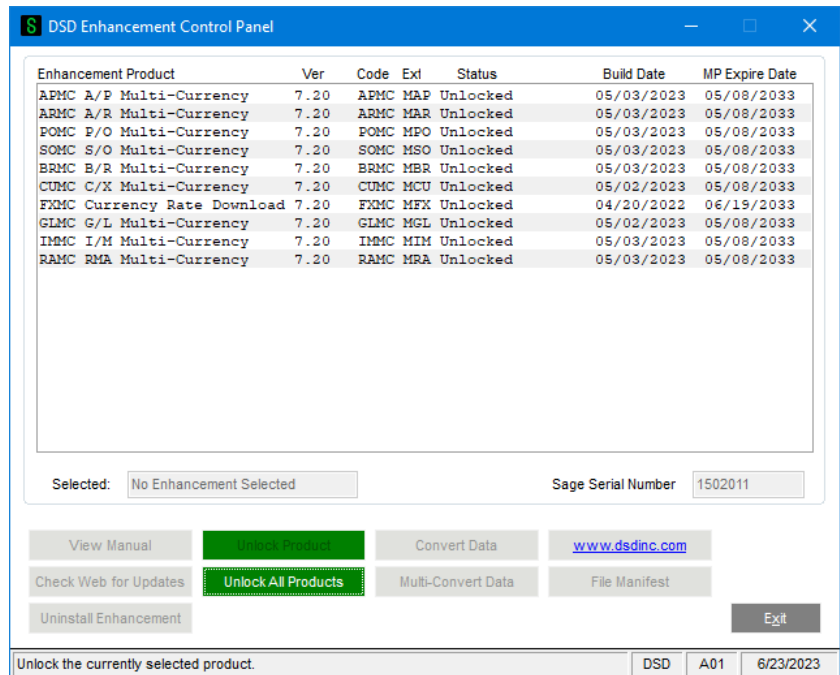 S DSD Enhancement Control Panel
Enhancement Product Ver Code Ext Status Build Date MP Expire Date
APMC A/P Multi-Currency 7.20 APMC MAP Unlocked 05/03/2023 05/08/2033
ARMC A/R Multi-Currency 7.20 ARMC MAR Unlocked 05/03/2023 05/08/2033
POMC P/O Multi-Currency 7.20 POMC MPO Unlocked 05/03/2023 05/08/2033
SOMC S/O Multi-Currency 7.20 SOMC MSO Unlocked 05/03/2023 05/08/2033
BRMC B/R Multi-Currency 7.20 BRMC MBR Unlocked 05/03/2023 05/08/2033
CUMC C/X Multi-Currency 7.20 CUMC MCU Unlocked 05/02/2023 05/08/2033
FXMC Currency Rate Download 7.20 FXMC MFX Unlocked 04/20/2022 06/19/2033
GLMC G/L Multi-Currency 7.20 GLMC MGL Unlocked 05/02/2023 05/08/2033
IMMC I/M Multi-Currency 7.20 IMMC MIM Unlocked 05/03/2023 05/08/2033
RAMC RMA Multi-Currency 7.20 RAMC MRA Unlocked 05/03/2023 05/08/2033
Selected: No Enhancement Selected Sage Serial Number 1502011
View Manual Unlock Product Convert Data www.dsdinc.com
Check Web for Updates Unlock All Products Multi-Convert Data File Manifest
Uninstall Enhancement Exit
Unlock the currently selected product. DSD A01 6/23/2023